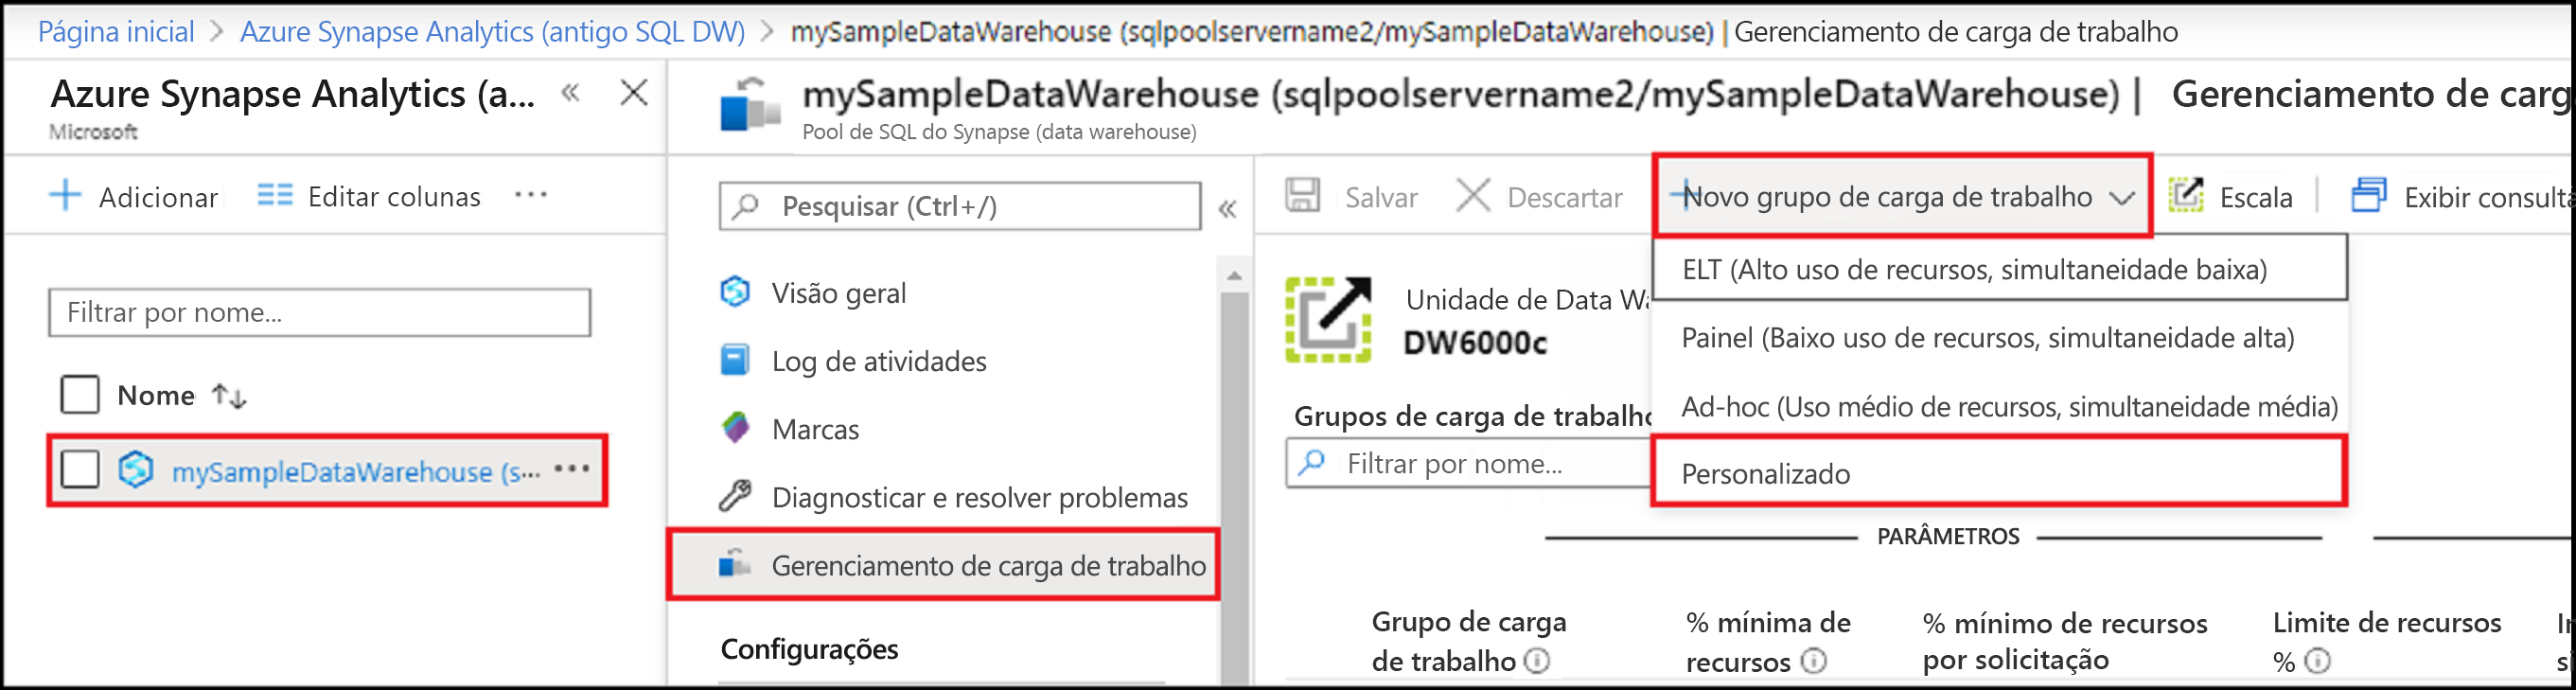 Página inicial > Azure Synapse Analytics (antigo SQL DW) > mySampleDataWarehouse (sqlpoolservername2/mySampleDataWarehouse) | Gerenciamento de carga de trabalho
Azure Synapse Analytics (a...
Microsoft
Adicionar
Editar colunas
Filtrar por nome...
Nome
mySampleDataWarehouse (s...
mySampleDataWarehouse (sqlpoolservername2/mySampleDataWarehouse) | Gerenciamento de carg
Pool de SQL do Synapse (data warehouse)
Pesquisar (Ctrl+/)
Visão geral
Log de atividades
Marcas
Diagnosticar e resolver problemas
Gerenciamento de carga de trabalho
Configurações
Salvar
Descartar
Novo grupo de carga de trabalho
Escala
Exibir consulta
ELT (Alto uso de recursos, simultaneidade baixa)
Painel (Baixo uso de recursos, simultaneidade alta)
Ad-hoc (Uso médio de recursos, simultaneidade média)
Personalizado
Unidade de Data Wa
DW6000c
Grupos de carga de trabalho
Filtrar por nome...
PARÂMETROS
Grupo de carga
de trabalho
% mínima de
recursos
% mínimo de recursos
por solicitação
Limite de recursos
%